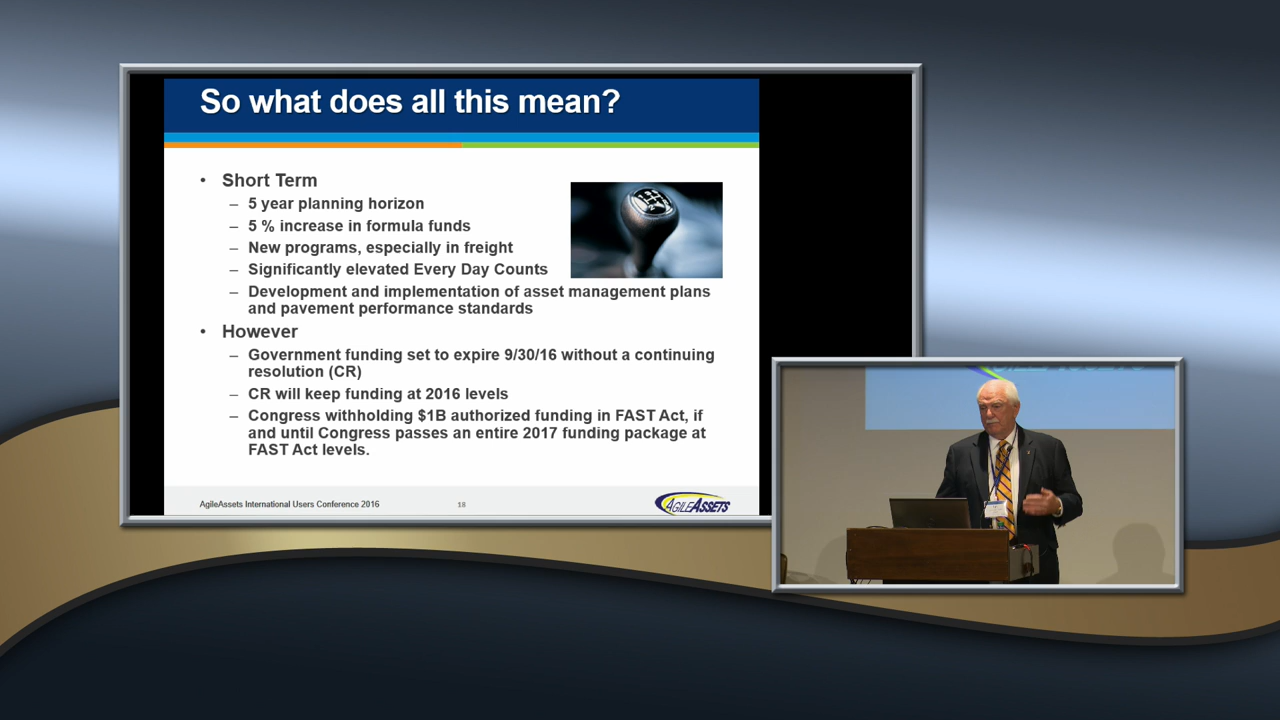 So what does all this mean?
• Short Term
– 5 year planning horizon
– 5 % increase in formula funds
– New programs, especially in freight
– Significantly elevated Every Day Counts
– Development and implementation of asset management plans
and pavement performance standards
• However
– Government funding set to expire 9/30/16 without a continuing
resolution (CR)
– CR will keep funding at 2016 levels
– Congress withholding $1B authorized funding in FAST Act, if
and until Congress passes an entire 2017 funding package at
FAST Act levels.
AgileAssets International Users Conference 2016
18
AGILEASSETS